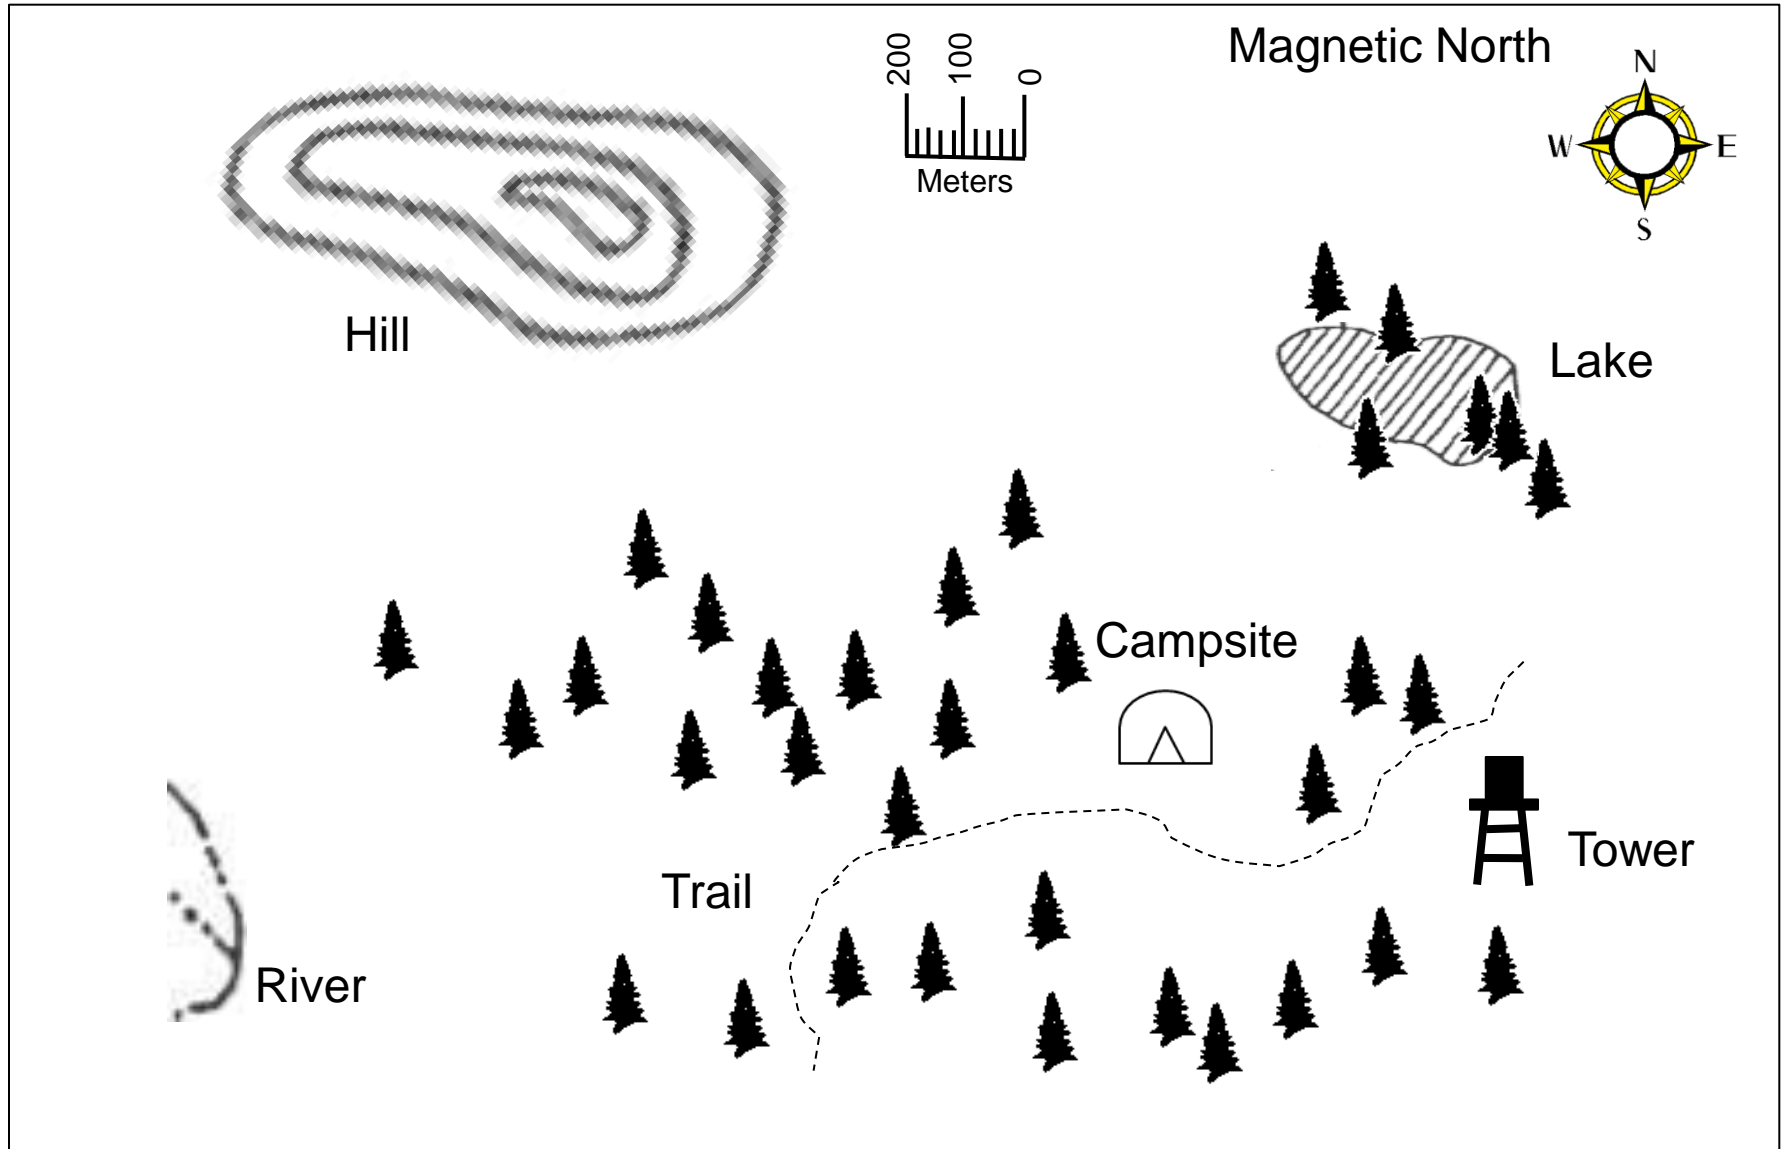 Magnetic North
200
100
0
Meters
N
W
E
S
Hill
Lake
Campsite
Tower
Trail
River